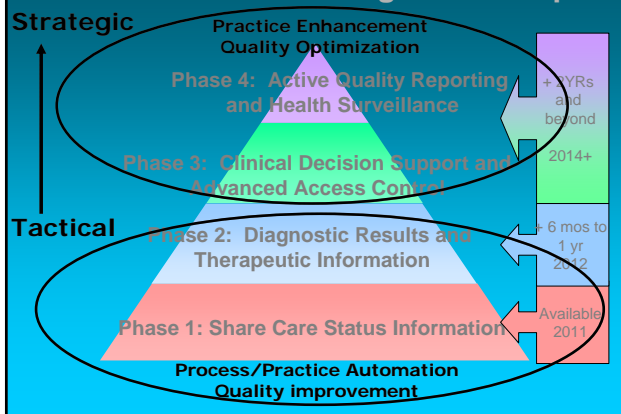 Strategic
Practice Enhancement
Quality Optimization
Phase 4: Active Quality Reporting
and Health Surveillance
+ 2YRs
and
beyond
2014+
Phase 3: Clinical Decision Support and
Advanced Access Control
Tactical
Phase 2: Diagnostic Results and
Therapeutic Information
+ 6 mos to
1 yr
2012
Phase 1: Share Care Status Information
Available
2011
Process/Practice Automation
Quality improvement